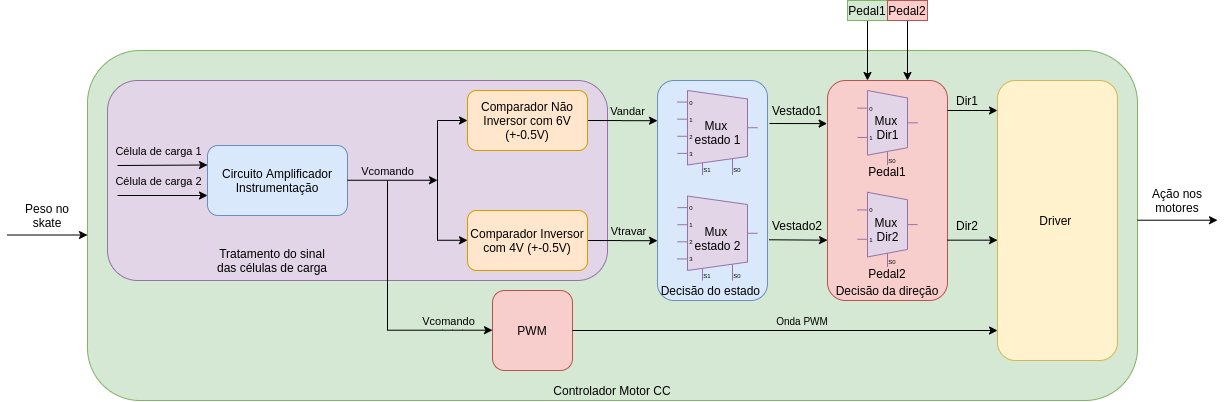 Pedal1
Pedal2
Peso no
skate
Célula de carga 1
Célula de carga 2
Circuito Amplificador
Instrumentação
Vcomando
Comparador Não
Inversor com 6V
(+-0.5V)
Comparador Inversor
com 4V (+-0.5V)
Tratamento do sinal
das células de carga
Vandar
Vtravar
0
1
2
3
Mux
estado 1
S1
S0
0
1
2
3
Mux
estado 2
S1
S0
Decisão do estado
Vestado1
Vestado2
0
1
Mux
Dir1
S0
Pedal1
0
1
Mux
Dir2
S0
Pedal2
Decisão da direção
Dir1
Dir2
Driver
Vcomando
PWM
Onda PWM
Ação nos
motores
Controlador Motor CC